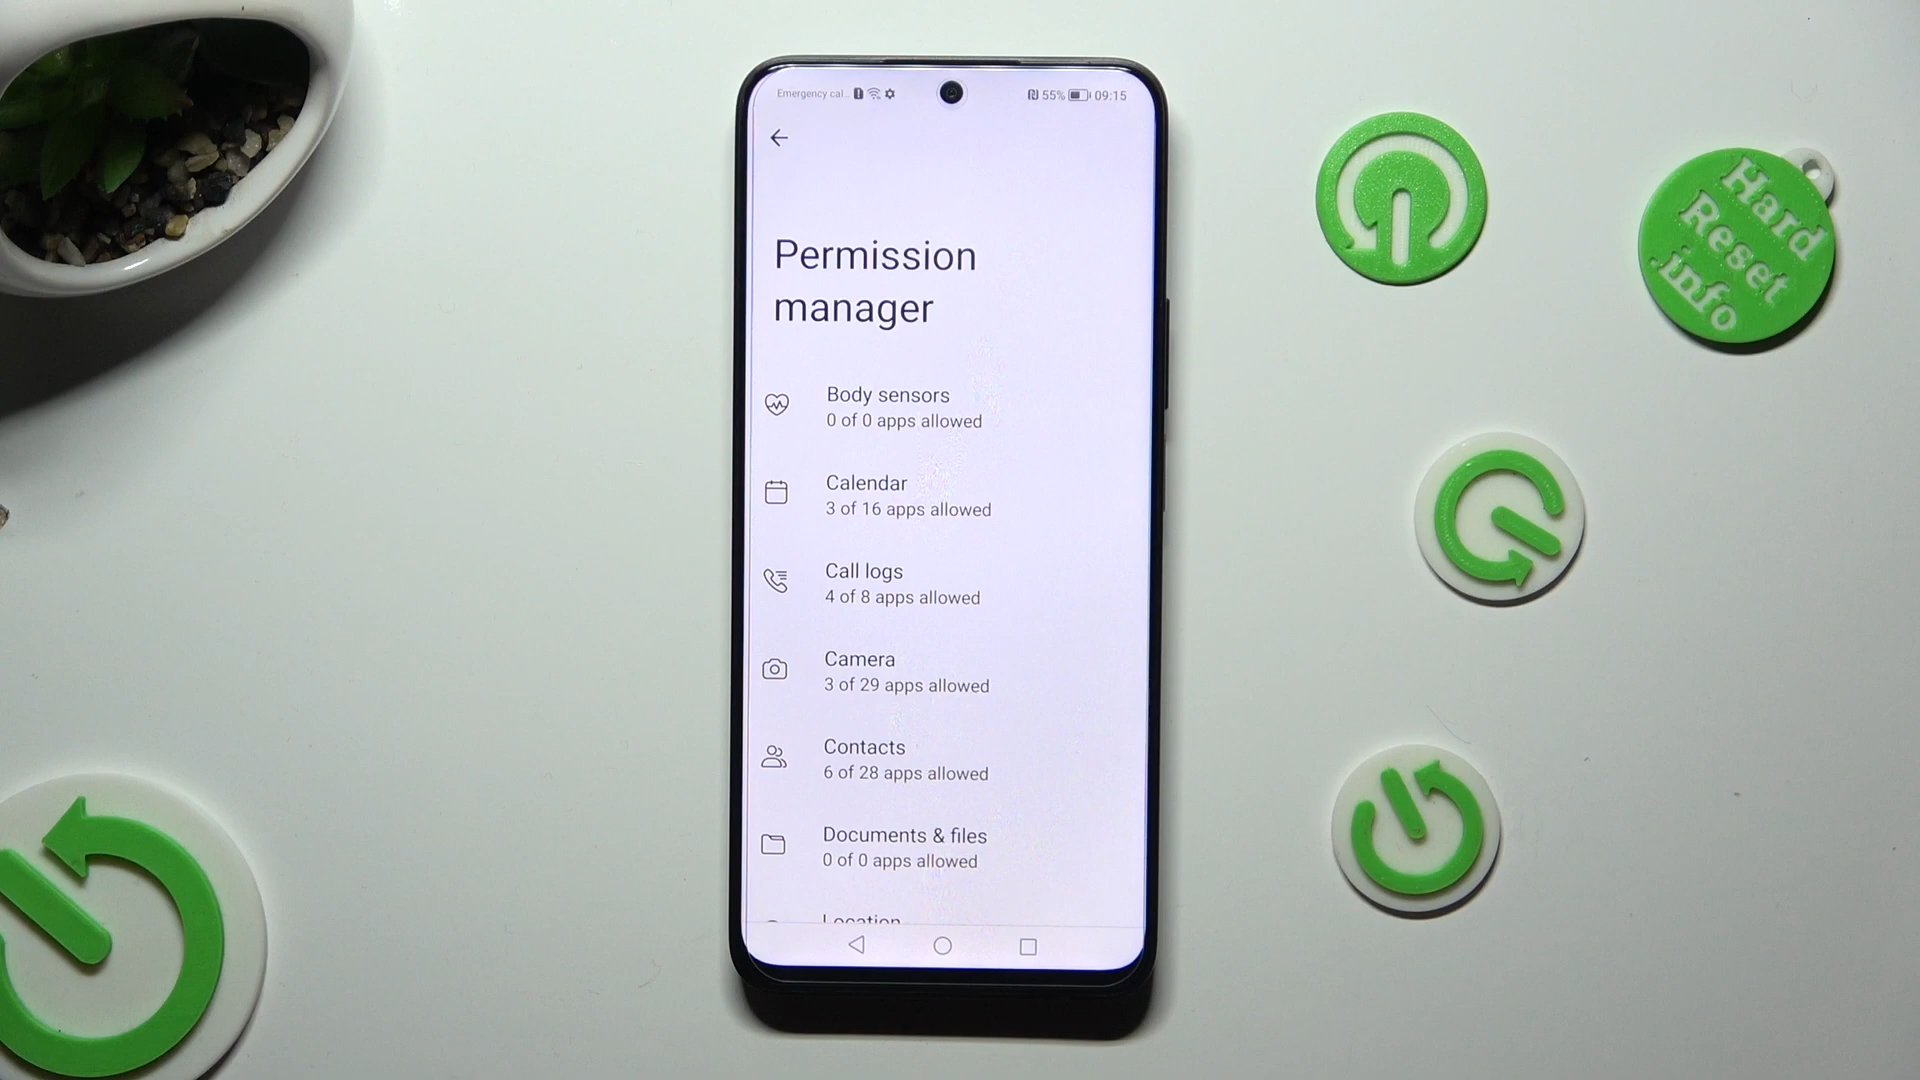 Emergency cal...
55% 09:15
Permission
manager
Body sensors
0 of 0 apps allowed
Calendar
3 of 16 apps allowed
Call logs
4 of 8 apps allowed
Camera
3 of 29 apps allowed
Contacts
6 of 28 apps allowed
Documents & files
0 of 0 apps allowed
Location
Hard
Reset
.info